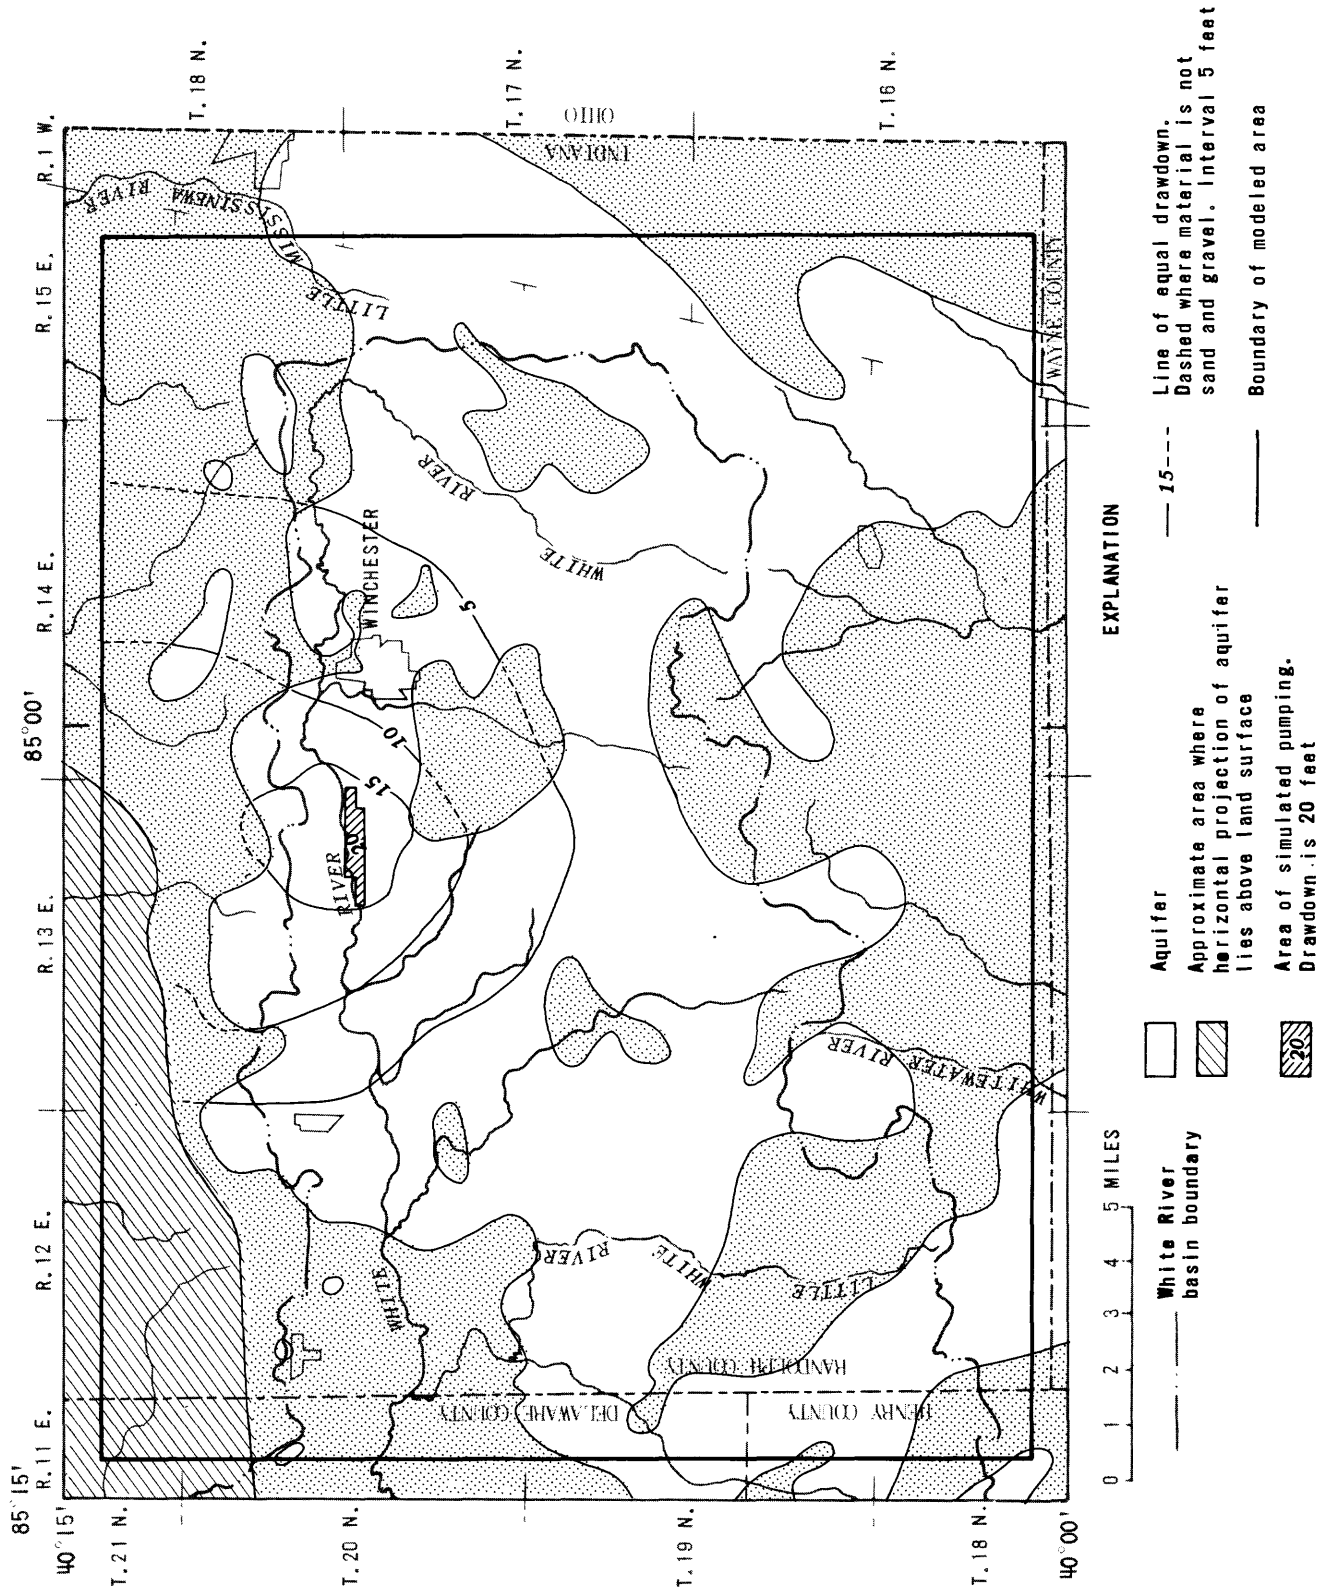 85°15'
85°00'
R.11 E.
R.12 E.
R.13 E.
R.14 E.
R.15 E.
R.1 W.
40°15'
T.21 N.
T.20 N.
T.19 N.
T.18 N.
40°00'
T.18 N.
T.17 N.
T.16 N.
MISSISSINEWA RIVER
LITTLE
WHITE
RIVER
WINCHESTER
WHITE RIVER
5
10
15
20
LITTLE WHITE RIVER
WHITEWATER RIVER
DELAWARE COUNTY
RANDOLPH COUNTY
HENRY COUNTY
WAYNE COUNTY
INDIANA
OHIO
0 1 2 3 4 5 MILES
EXPLANATION
White River
basin boundary
Aquifer
Approximate area where
horizontal projection of aquifer
lies above land surface
20
Area of simulated pumping.
Drawdown is 20 feet
15
Line of equal drawdown.
Dashed where material is not
sand and gravel. Interval 5 feet
Boundary of modeled area